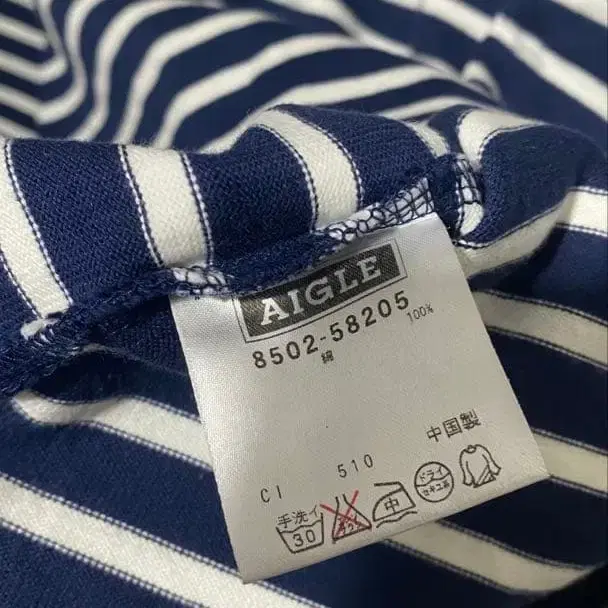 AIGLE
8502-58205
綿 100%
中国製
CI 510
手洗イ
30
中
ドライ
セキユ系